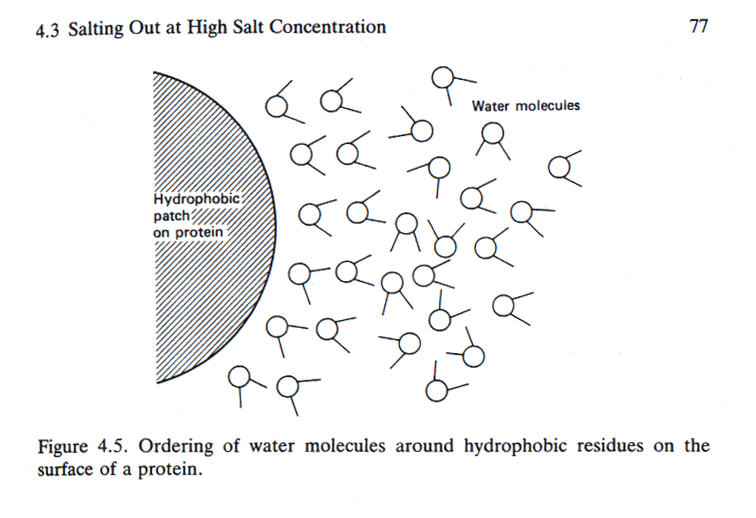 4.3 Salting Out at High Salt Concentration 77
Water molecules
Hydrophobic
patch
on protein
Figure 4.5. Ordering of water molecules around hydrophobic residues on the
surface of a protein.